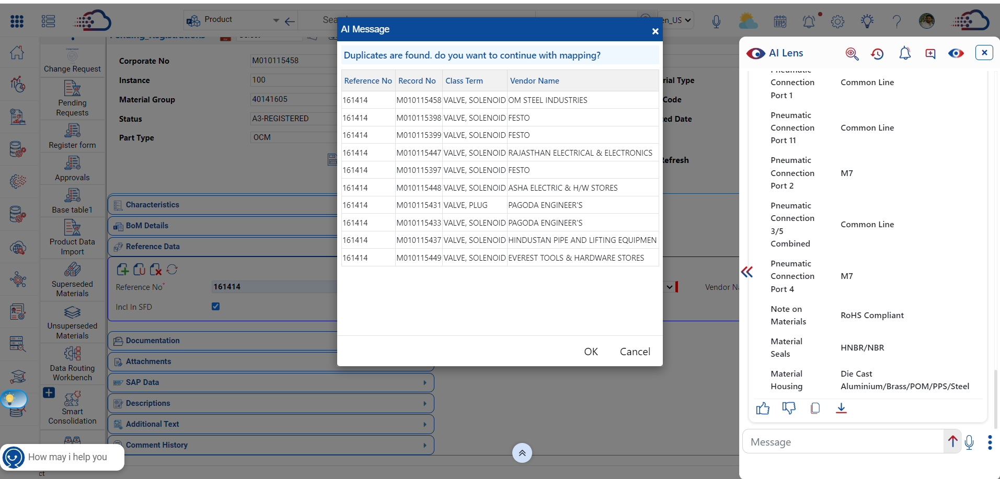 Product
en_US
AI Message
×
Duplicates are found. do you want to continue with mapping?
Reference No Record No Class Term Vendor Name
161414 M010115458 VALVE, SOLENOID OM STEEL INDUSTRIES
161414 M010115398 VALVE, SOLENOID FESTO
161414 M010115399 VALVE, SOLENOID FESTO
161414 M010115447 VALVE, SOLENOID RAJASTHAN ELECTRICAL & ELECTRONICS
161414 M010115397 VALVE, SOLENOID FESTO
161414 M010115448 VALVE, SOLENOID ASHA ELECTRIC & H/W STORES
161414 M010115431 VALVE, PLUG PAGODA ENGINEER'S
161414 M010115433 VALVE, SOLENOID PAGODA ENGINEER'S
161414 M010115437 VALVE, SOLENOID HINDUSTAN PIPE AND LIFTING EQUIPMEN
161414 M010115449 VALVE, SOLENOID EVEREST TOOLS & HARDWARE STORES
OK Cancel
Change Request
Pending
Requests
Register form
Approvals
Base table1
Product Data
Import
Superseded
Materials
Unsuperseded
Materials
Data Routing
Workbench
Smart
Consolidation
How may i help you
ct
Pending_Registrations
Corporate No M010115458
Instance 100
Material Group 40141605
Status A3-REGISTERED
Part Type OCM
rial Type
Code
ed Date
Refresh
Characteristics
BoM Details
Reference Data
Reference No* 161414
Vendor Na
Incl In SFD
Documentation
Attachments
SAP Data
Descriptions
Additional Text
Comment History
AI Lens
Pneumatic
Connection
Port 1
Common Line
Pneumatic
Connection
Port 11
Common Line
Pneumatic
Connection
Port 2
M7
Pneumatic
Connection
3/5
Combined
Common Line
Pneumatic
Connection
Port 4
M7
Note on
Materials
RoHS Compliant
Material
Seals
HNBR/NBR
Material
Housing
Die Cast
Aluminium/Brass/POM/PPS/Steel
Message